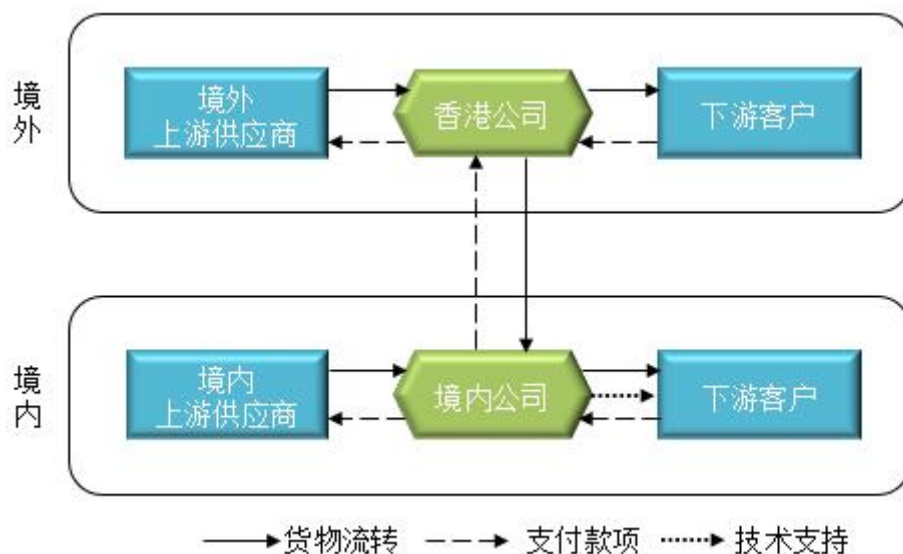 境外
境外
上游供应商
香港公司
下游客户
境内
境内
上游供应商
境内公司
下游客户
货物流转
支付款项
技术支持